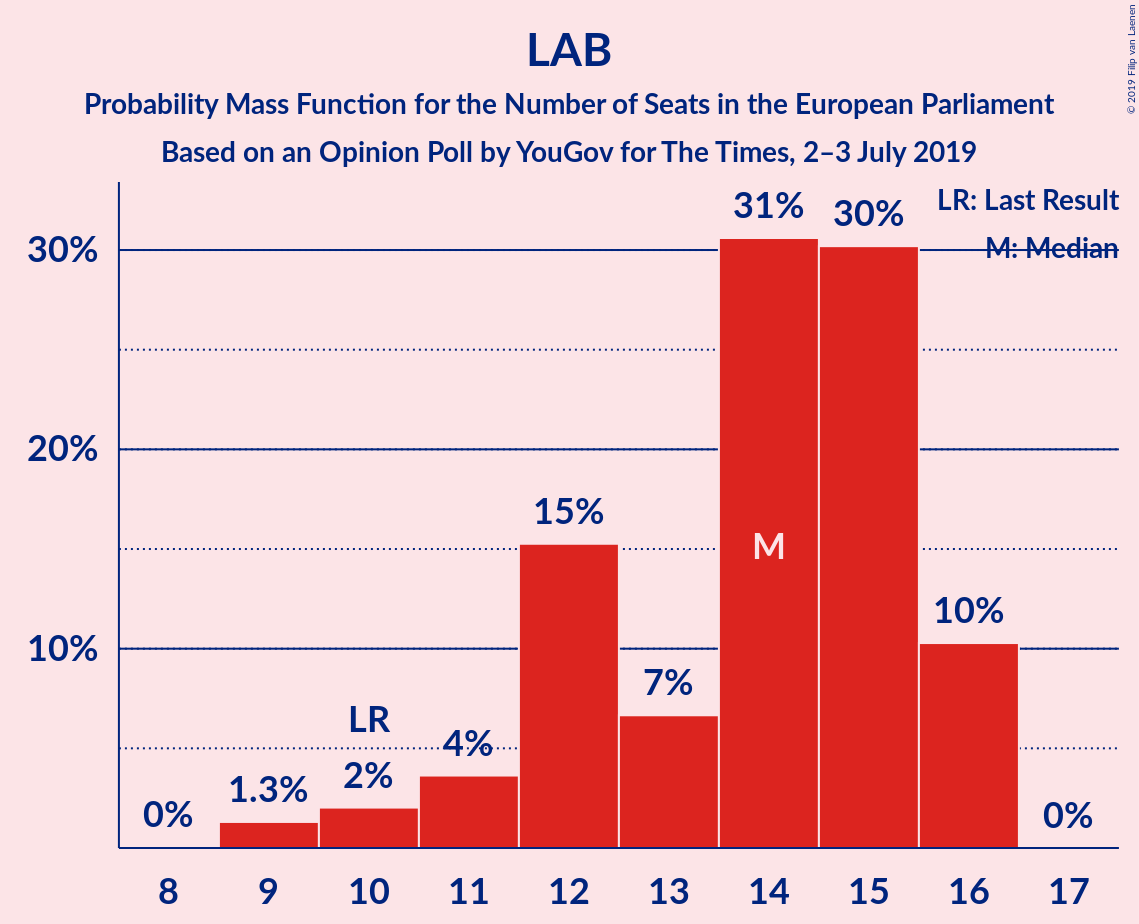 LAB
Probability Mass Function for the Number of Seats in the European Parliament
Based on an Opinion Poll by YouGov for The Times, 2–3 July 2019
© 2019 Filip van Laenen
LR: Last Result
M: Median
30%
20%
10%
0%
1.3%
LR
2%
4%
15%
7%
31%
M
30%
10%
0%
8 9 10 11 12 13 14 15 16 17